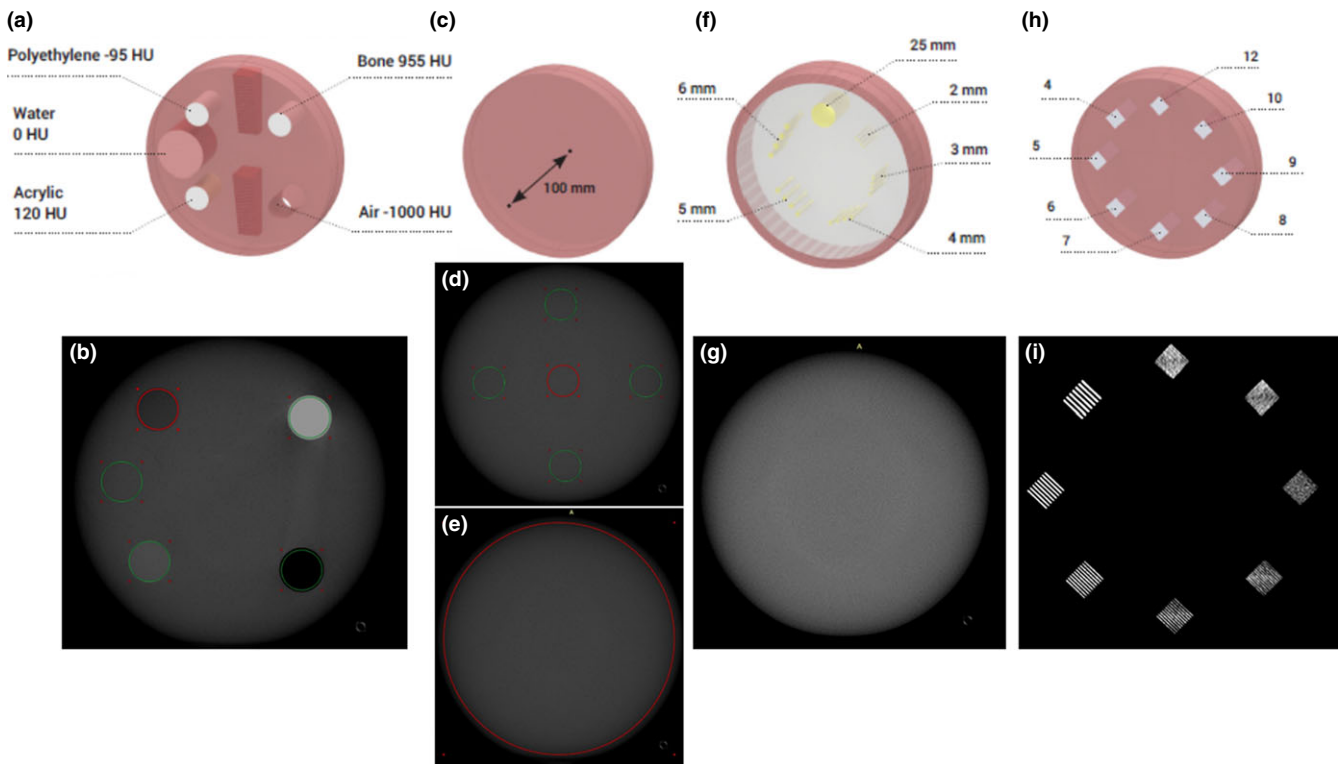 (a)
Polyethylene -95 HU
Bone 955 HU
Water
0 HU
Acrylic
120 HU
Air -1000 HU
(b)
(c)
100 mm
(d)
(e)
A
(f)
25 mm
6 mm
2 mm
3 mm
5 mm
4 mm
(g)
A
(h)
12
4
10
5
9
6
8
7
(i)